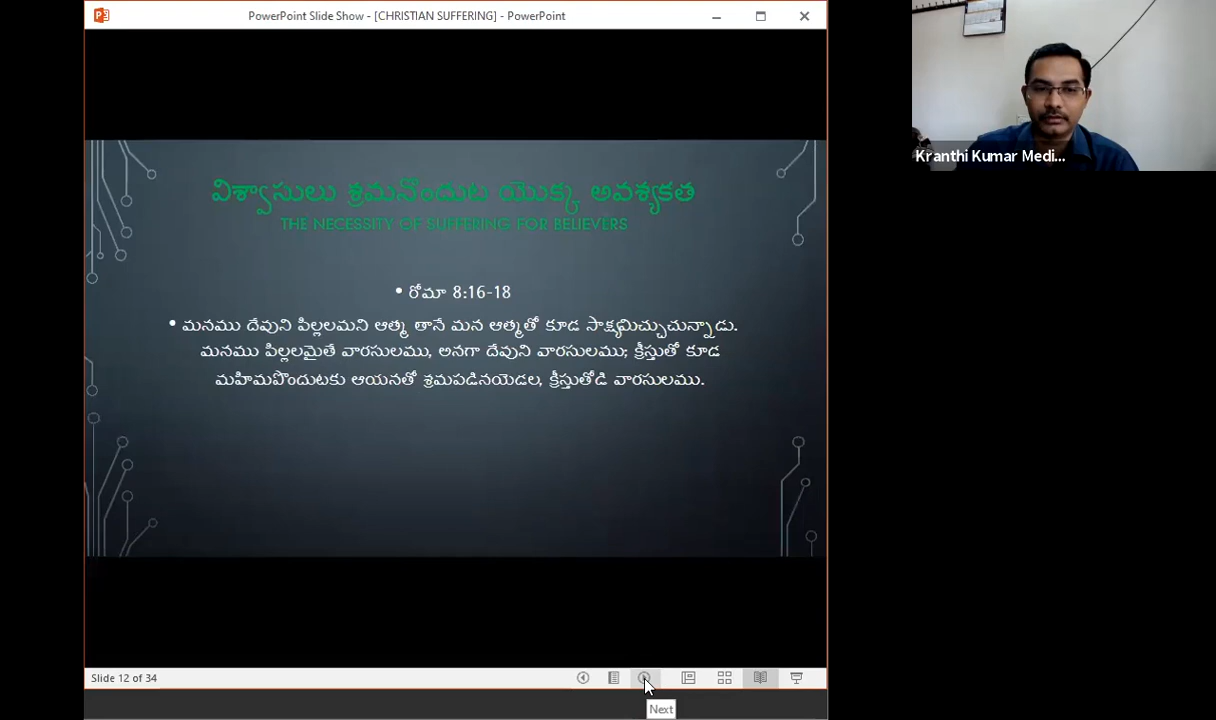 PowerPoint Slide Show - [CHRISTIAN SUFFERING] - PowerPoint
విశ్వాసులు శ్రమనొందుట యొక్క అవశ్యకత
THE NECESSITY OF SUFFERING FOR BELIEVERS
• రోమా 8:16-18
• మనము దేవుని పిల్లలమని ఆత్మ తానే మన ఆత్మతో కూడ సాక్ష్యమిచ్చుచున్నాడు.
మనము పిల్లలమైతే వారసులము, అనగా దేవుని వారసులము; క్రీస్తుతో కూడ
మహిమపొందుటకు ఆయనతో శ్రమపడినయెడల, క్రీస్తుతోడి వారసులము.
Slide 12 of 34
Next
Kranthi Kumar Medi...